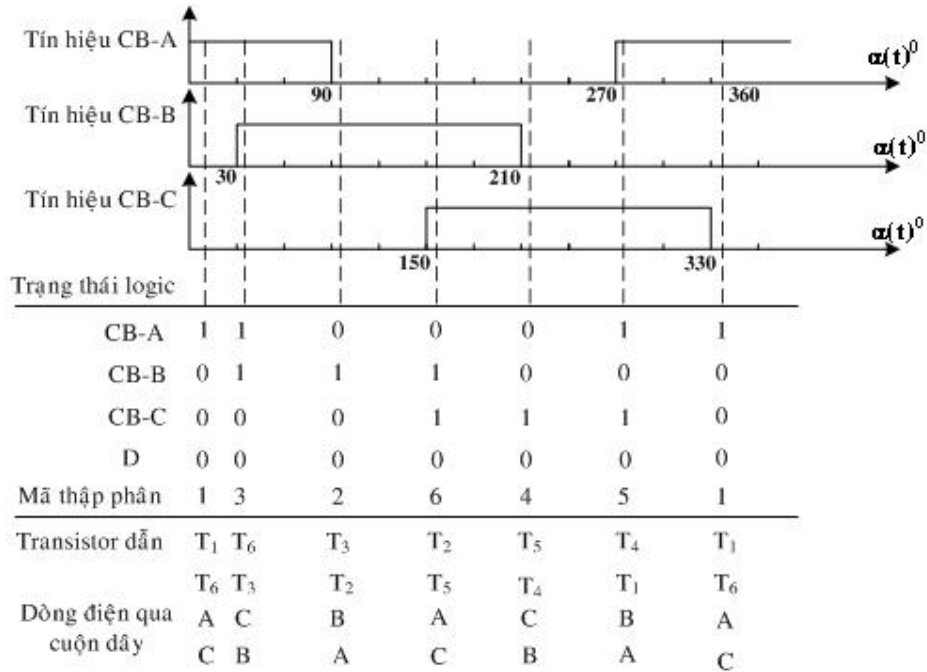 Tín hiệu CB-A
α(t)⁰
90
270
360
Tín hiệu CB-B
α(t)⁰
30
210
Tín hiệu CB-C
α(t)⁰
150
330
Trạng thái logic
CB-A 1 1 0 0 0 1 1
CB-B 0 1 1 1 0 0 0
CB-C 0 0 0 1 1 1 0
D 0 0 0 0 0 0 0
Mã thập phân 1 3 2 6 4 5 1
Transistor dẫn T₁ T₆ T₃ T₂ T₅ T₄ T₁
T₆ T₃ T₂ T₅ T₄ T₁ T₆
Dòng điện qua A C B A C B A
cuộn dây C B A C B A C